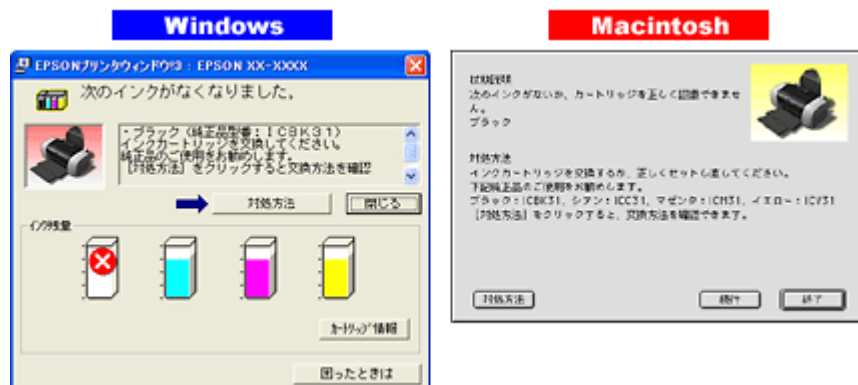 Windows
EPSONプリンタウィンドウ!3 : EPSON XX-XXXX
次のインクがなくなりました。
・ブラック (純正品型番：ICBK31)
インクカートリッジを交換してください。
純正品のご使用をお勧めします。
[対処方法] をクリックすると交換方法を確認
対処方法
閉じる
インク残量
カートリッジ情報
困ったときは
Macintosh
次のインクがないか、カートリッジを正しく認識できませ
ん。
ブラック
対処方法
インクカートリッジを交換するか、正しくセットし直してください。
下記純正品のご使用をお勧めします。
ブラック：ICBK31、シアン：ICC31、マゼンタ：ICM31、イエロー：ICY31
[対処方法] をクリックすると、交換方法を確認できます。
対処方法
続行
終了